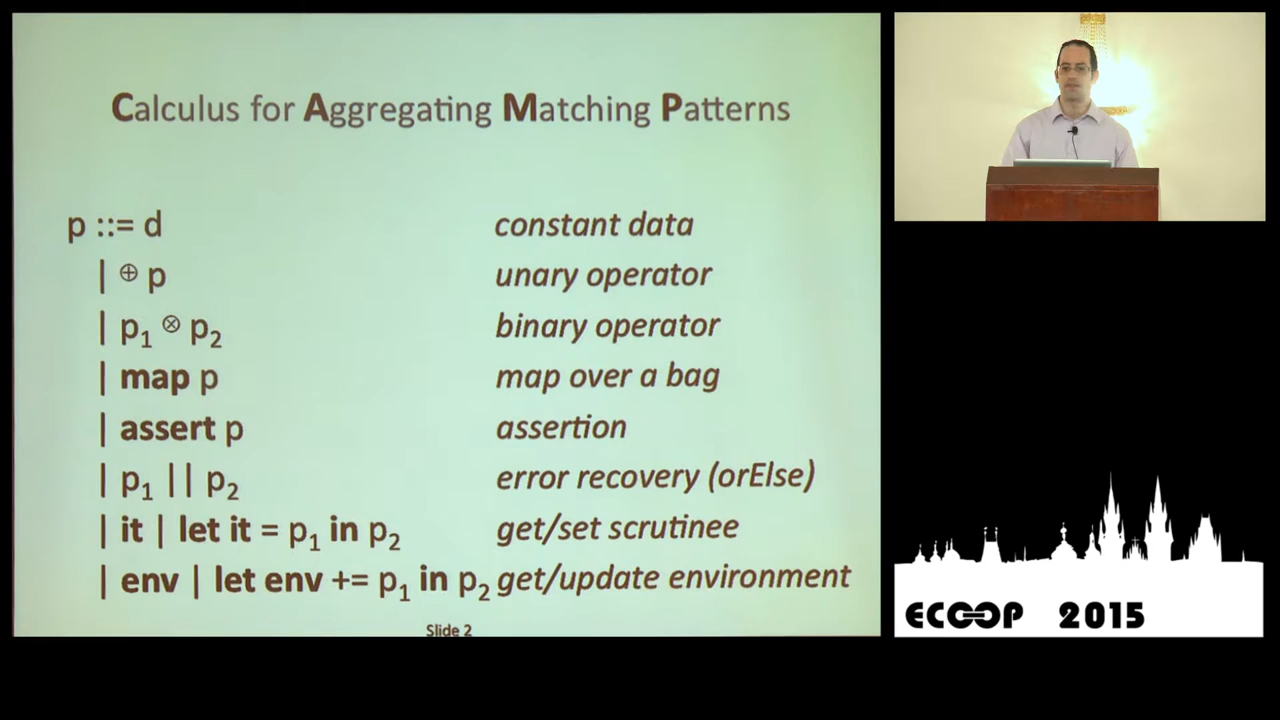 Calculus for Aggregating Matching Patterns
p ::= d constant data
| ⊕ p unary operator
| p₁ ⊗ p₂ binary operator
| map p map over a bag
| assert p assertion
| p₁ || p₂ error recovery (orElse)
| it | let it = p₁ in p₂ get/set scrutinee
| env | let env += p₁ in p₂ get/update environment
Slide 2
ECOOP 2015